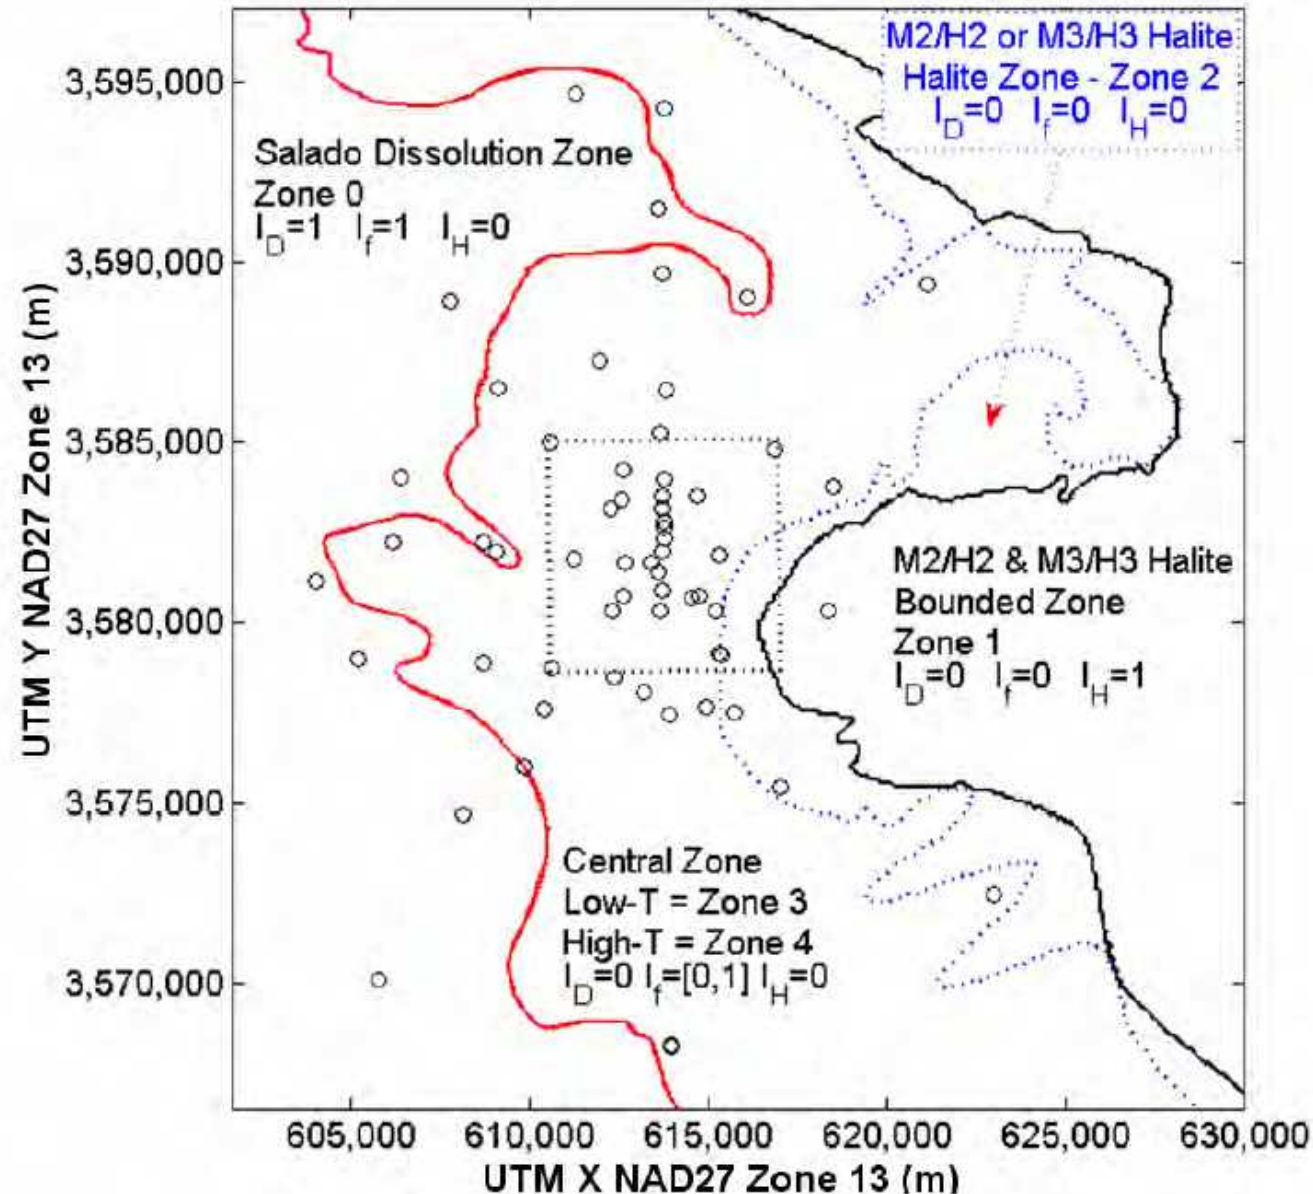 M2/H2 or M3/H3 Halite
Halite Zone - Zone 2
I_D=0 I_f=0 I_H=0
Salado Dissolution Zone
Zone 0
I_D=1 I_f=1 I_H=0
M2/H2 & M3/H3 Halite
Bounded Zone
Zone 1
I_D=0 I_f=0 I_H=1
Central Zone
Low-T = Zone 3
High-T = Zone 4
I_D=0 I_f=[0,1] I_H=0
UTM Y NAD27 Zone 13 (m)
3,595,000
3,590,000
3,585,000
3,580,000
3,575,000
3,570,000
605,000 610,000 615,000 620,000 625,000 630,000
UTM X NAD27 Zone 13 (m)